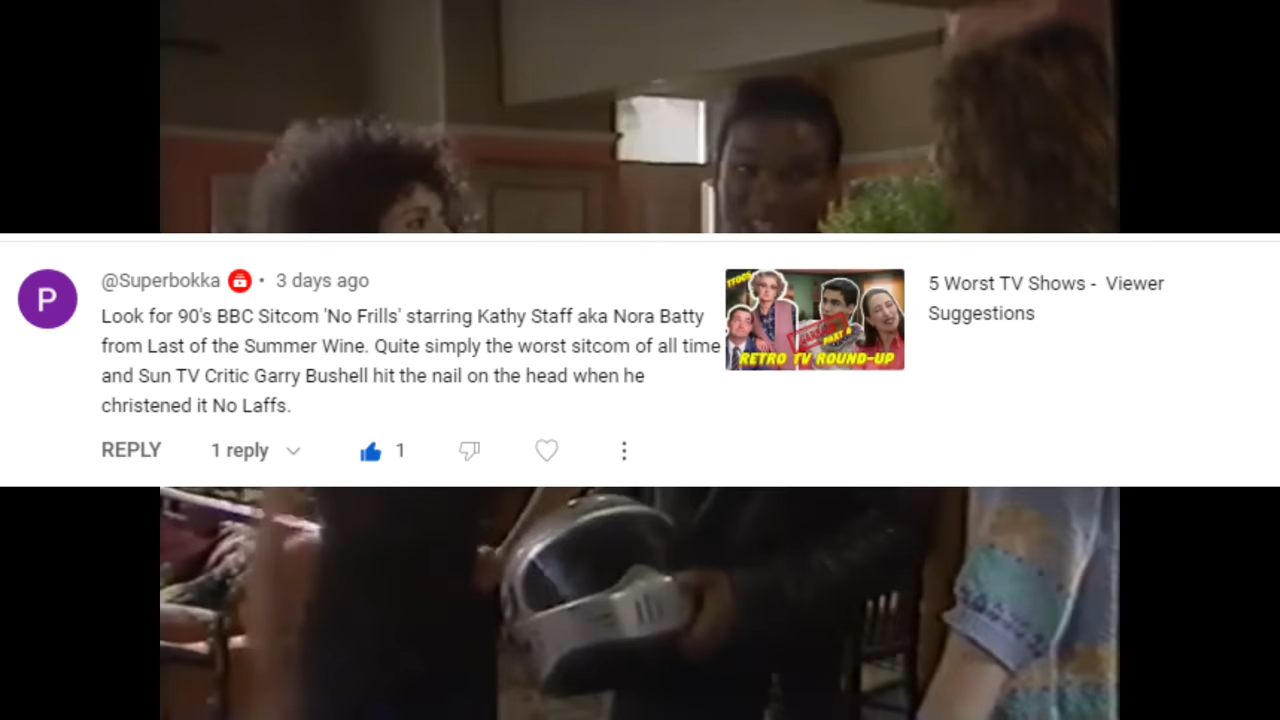 P
@Superbokka · 3 days ago
Look for 90's BBC Sitcom 'No Frills' starring Kathy Staff aka Nora Batty
from Last of the Summer Wine. Quite simply the worst sitcom of all time
and Sun TV Critic Garry Bushell hit the nail on the head when he
christened it No Laffs.
REPLY 1 reply 1
RETRO TV ROUND-UP
5 Worst TV Shows - Viewer
Suggestions